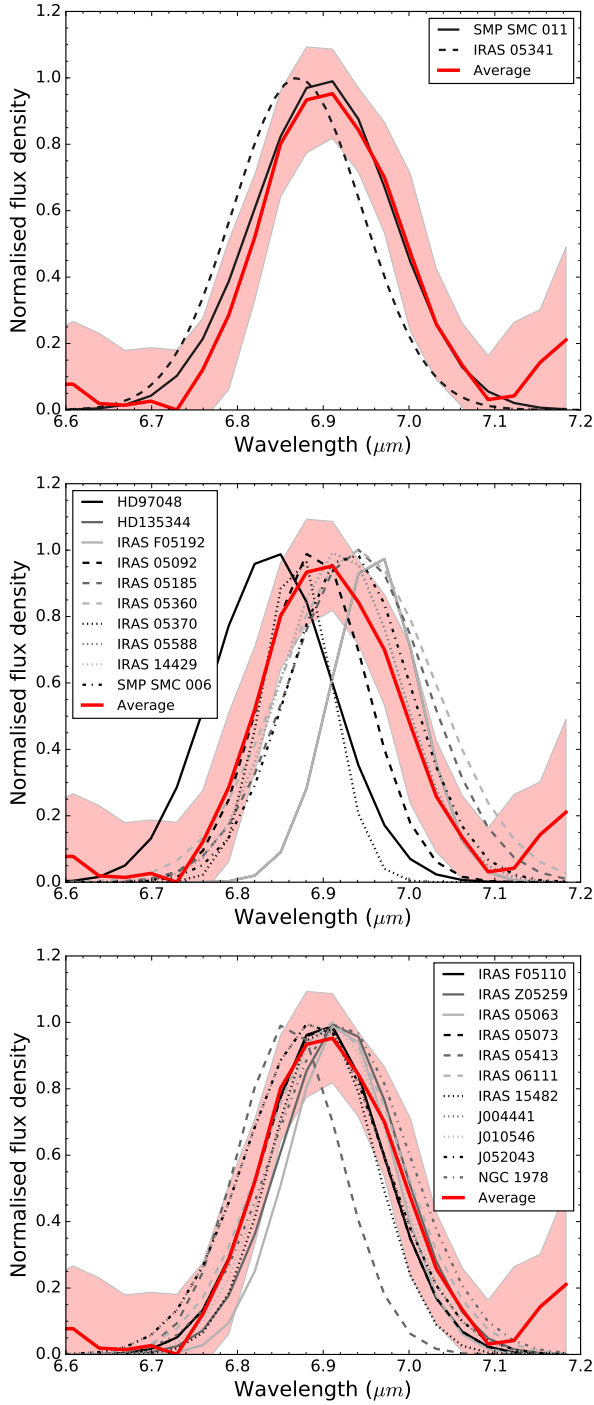 1.2
1.0
0.8
0.6
0.4
0.2
0.0
Normalised flux density
SMP SMC 011
IRAS 05341
Average
6.6 6.7 6.8 6.9 7.0 7.1 7.2
Wavelength (μm)
1.2
1.0
0.8
0.6
0.4
0.2
0.0
Normalised flux density
HD97048
HD135344
IRAS F05192
IRAS 05092
IRAS 05185
IRAS 05360
IRAS 05370
IRAS 05588
IRAS 14429
SMP SMC 006
Average
6.6 6.7 6.8 6.9 7.0 7.1 7.2
Wavelength (μm)
1.2
1.0
0.8
0.6
0.4
0.2
0.0
Normalised flux density
IRAS F05110
IRAS Z05259
IRAS 05063
IRAS 05073
IRAS 05413
IRAS 06111
IRAS 15482
J004441
J010546
J052043
NGC 1978
Average
6.6 6.7 6.8 6.9 7.0 7.1 7.2
Wavelength (μm)